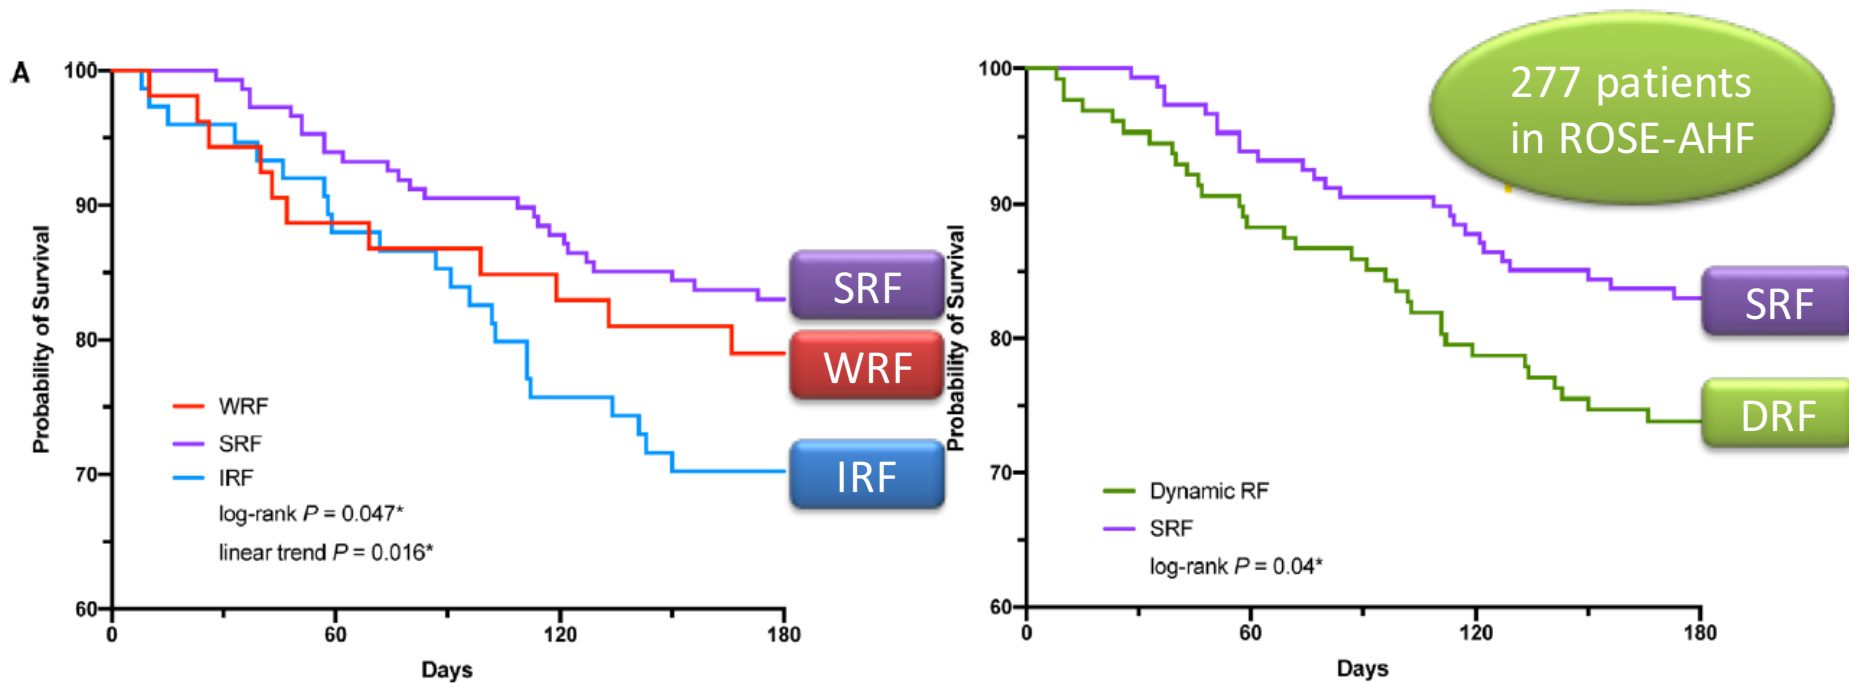 A
100
90
80
70
60
0
60
120
180
Probability of Survival
Days
WRF
SRF
IRF
log-rank P = 0.047*
linear trend P = 0.016*
SRF
WRF
IRF
100
90
80
70
60
0
60
120
180
Probability of Survival
Days
Dynamic RF
SRF
log-rank P = 0.04*
277 patients
in ROSE-AHF
SRF
DRF